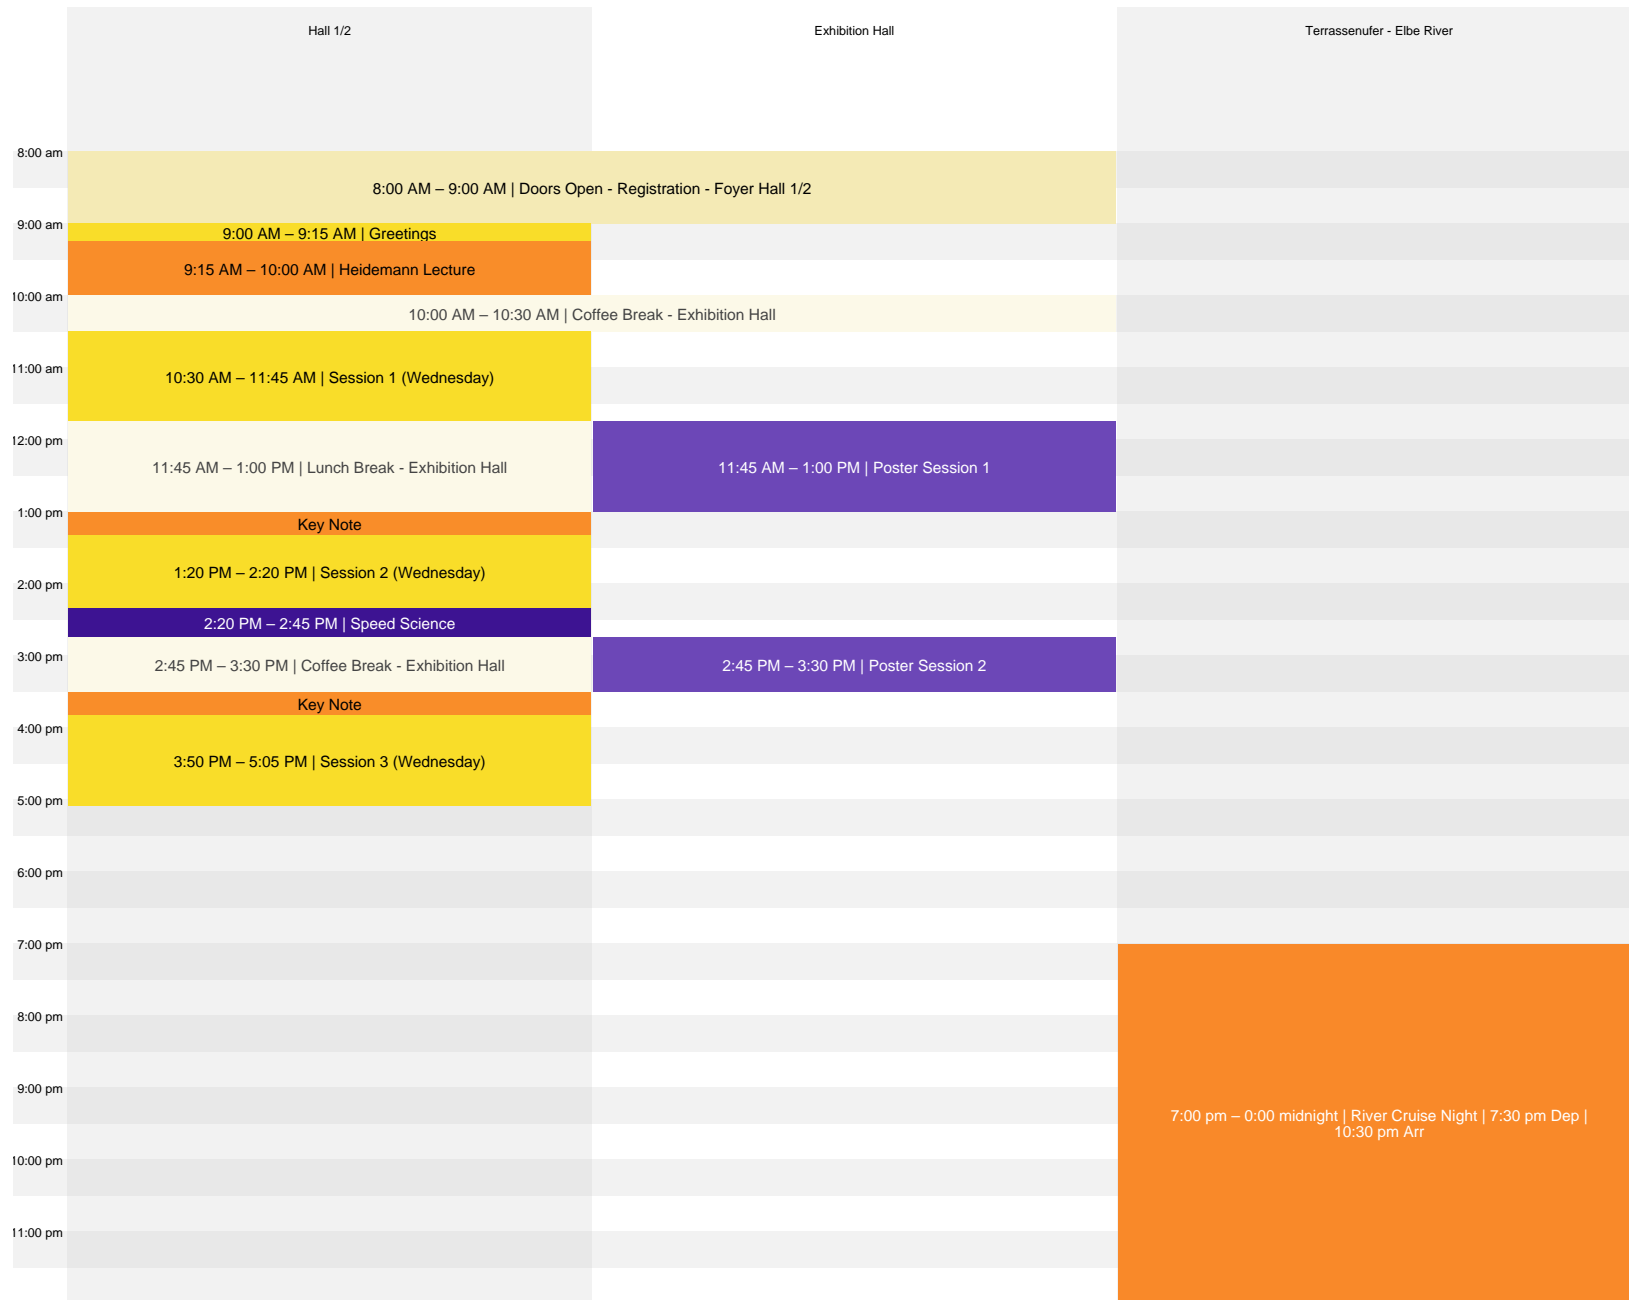 Hall 1/2
Exhibition Hall
Terrassenufer - Elbe River
8:00 am
8:00 AM – 9:00 AM | Doors Open - Registration - Foyer Hall 1/2
9:00 am
9:00 AM – 9:15 AM | Greetings
9:15 AM – 10:00 AM | Heidemann Lecture
10:00 am
10:00 AM – 10:30 AM | Coffee Break - Exhibition Hall
11:00 am
10:30 AM – 11:45 AM | Session 1 (Wednesday)
12:00 pm
11:45 AM – 1:00 PM | Lunch Break - Exhibition Hall
11:45 AM – 1:00 PM | Poster Session 1
1:00 pm
Key Note
1:20 PM – 2:20 PM | Session 2 (Wednesday)
2:00 pm
2:20 PM – 2:45 PM | Speed Science
3:00 pm
2:45 PM – 3:30 PM | Coffee Break - Exhibition Hall
2:45 PM – 3:30 PM | Poster Session 2
Key Note
4:00 pm
3:50 PM – 5:05 PM | Session 3 (Wednesday)
5:00 pm
6:00 pm
7:00 pm
8:00 pm
9:00 pm
7:00 pm – 0:00 midnight | River Cruise Night | 7:30 pm Dep |
10:30 pm Arr
10:00 pm
11:00 pm